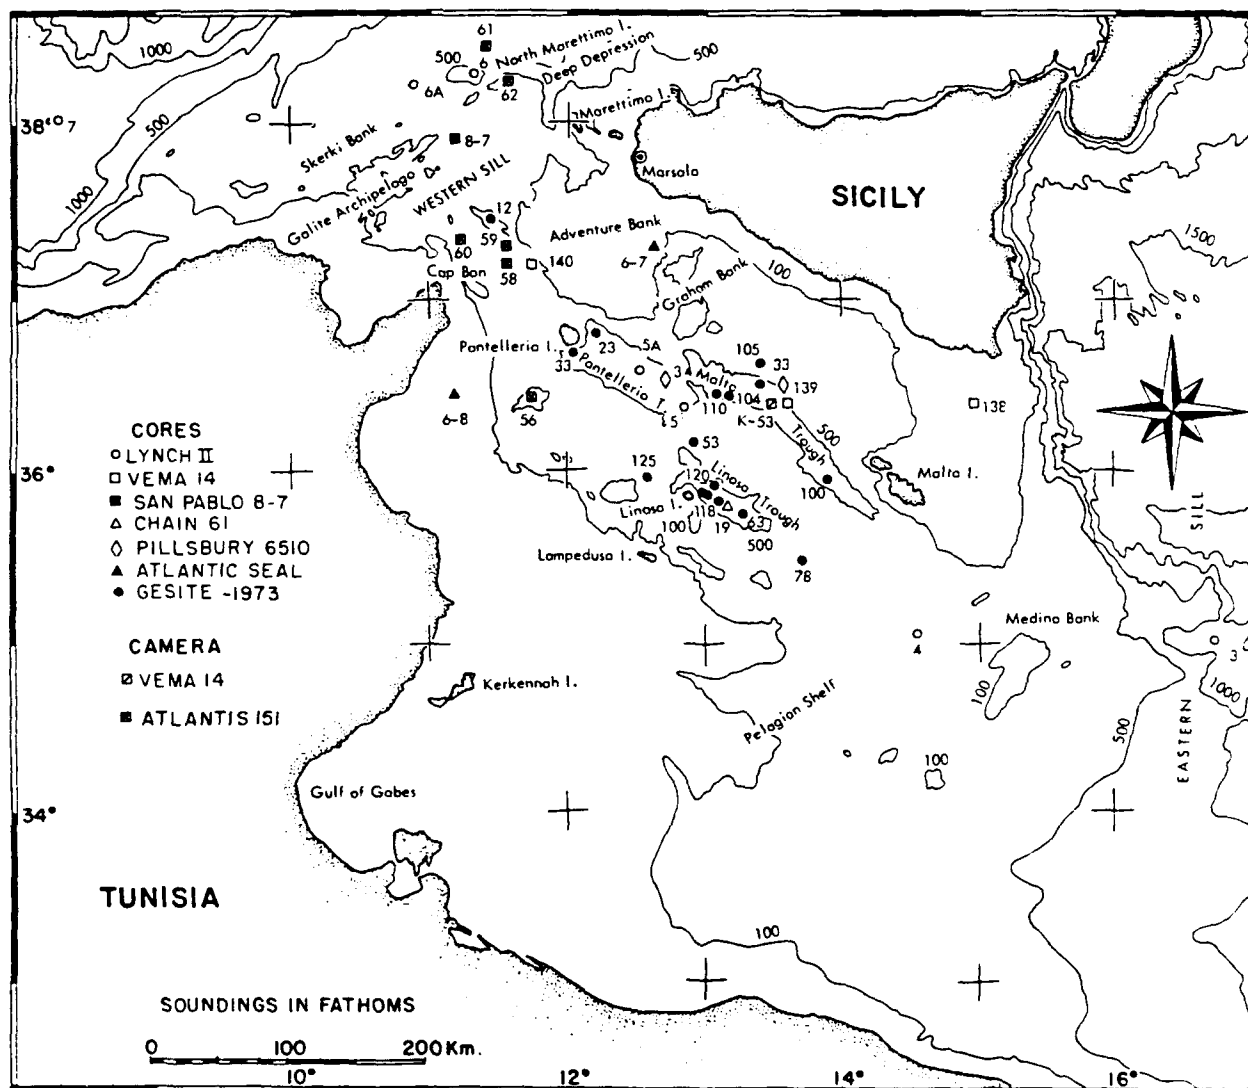 61
1000
500
6
North Marettimo I.
Deep Depression
500
6A
62
Marettimo I.
38°
500
Skerki Bank
8-7
Marsala
1000
Galite Archipelago
WESTERN SILL
SICILY
12
59
Adventure Bank
1500
60
140
6-7
100
Cap Bon
58
Graham Bank
Pantelleria I.
23
5A
105
33
33
Pantelleria T.
3A
Malta
139
110
104
6-8
56
5
K-53
138
CORES
500
LYNCH II
53
VEMA 14
36°
125
120
Linosa Trough
Trough
Malta I.
SAN PABLO 8-7
100
CHAIN 61
Linosa I.
118
63
SILL
100
19
500
PILLSBURY 6510
Lampedusa I.
ATLANTIC SEAL
78
GESITE -1973
Medina Bank
CAMERA
4
3
VEMA 14
Kerkennah I.
100
1000
ATLANTIS 151
Pelagian Shelf
500
EASTERN
100
Gulf of Gabes
34°
TUNISIA
100
SOUNDINGS IN FATHOMS
0 100 200 Km.
10° 12° 14° 16°